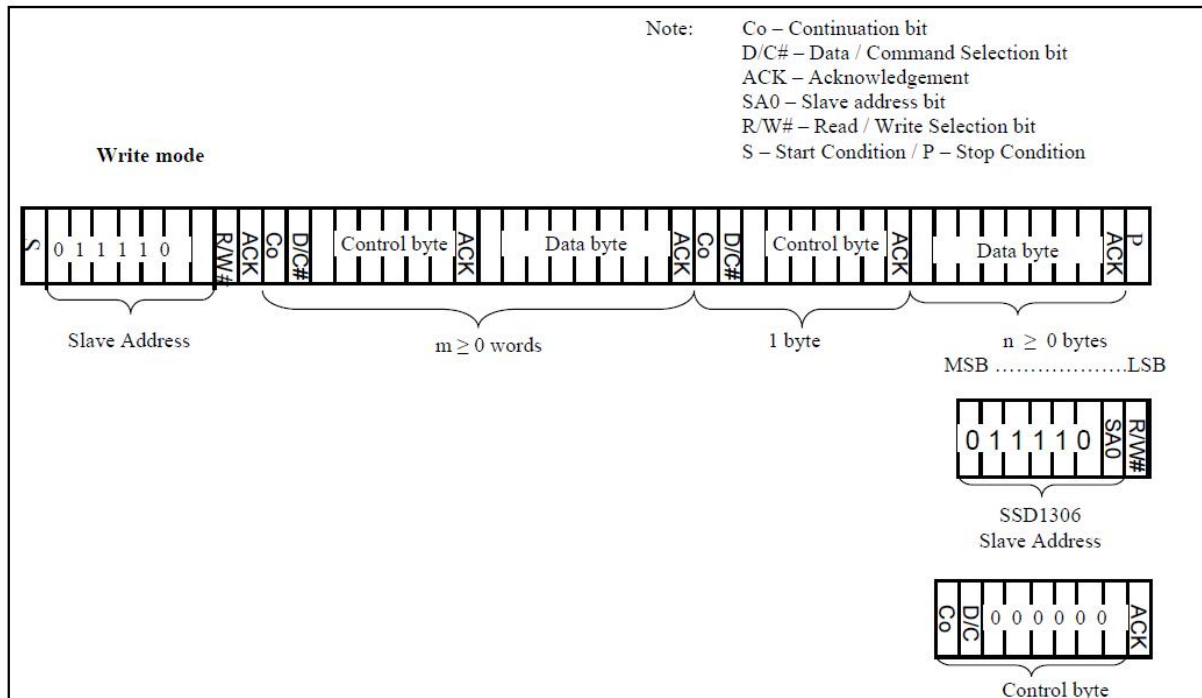 Note: Co – Continuation bit
D/C# – Data / Command Selection bit
ACK – Acknowledgement
SA0 – Slave address bit
R/W# – Read / Write Selection bit
S – Start Condition / P – Stop Condition
Write mode
S 0 1 1 1 1 0 R/W# ACK Co D/C# Control byte ACK Data byte ACK Co D/C# Control byte ACK Data byte ACK P
Slave Address
m ≥ 0 words
1 byte
n ≥ 0 bytes
MSB ……………….LSB
0 1 1 1 1 0 SA0 R/W#
SSD1306
Slave Address
Co D/C 0 0 0 0 0 0 ACK
Control byte